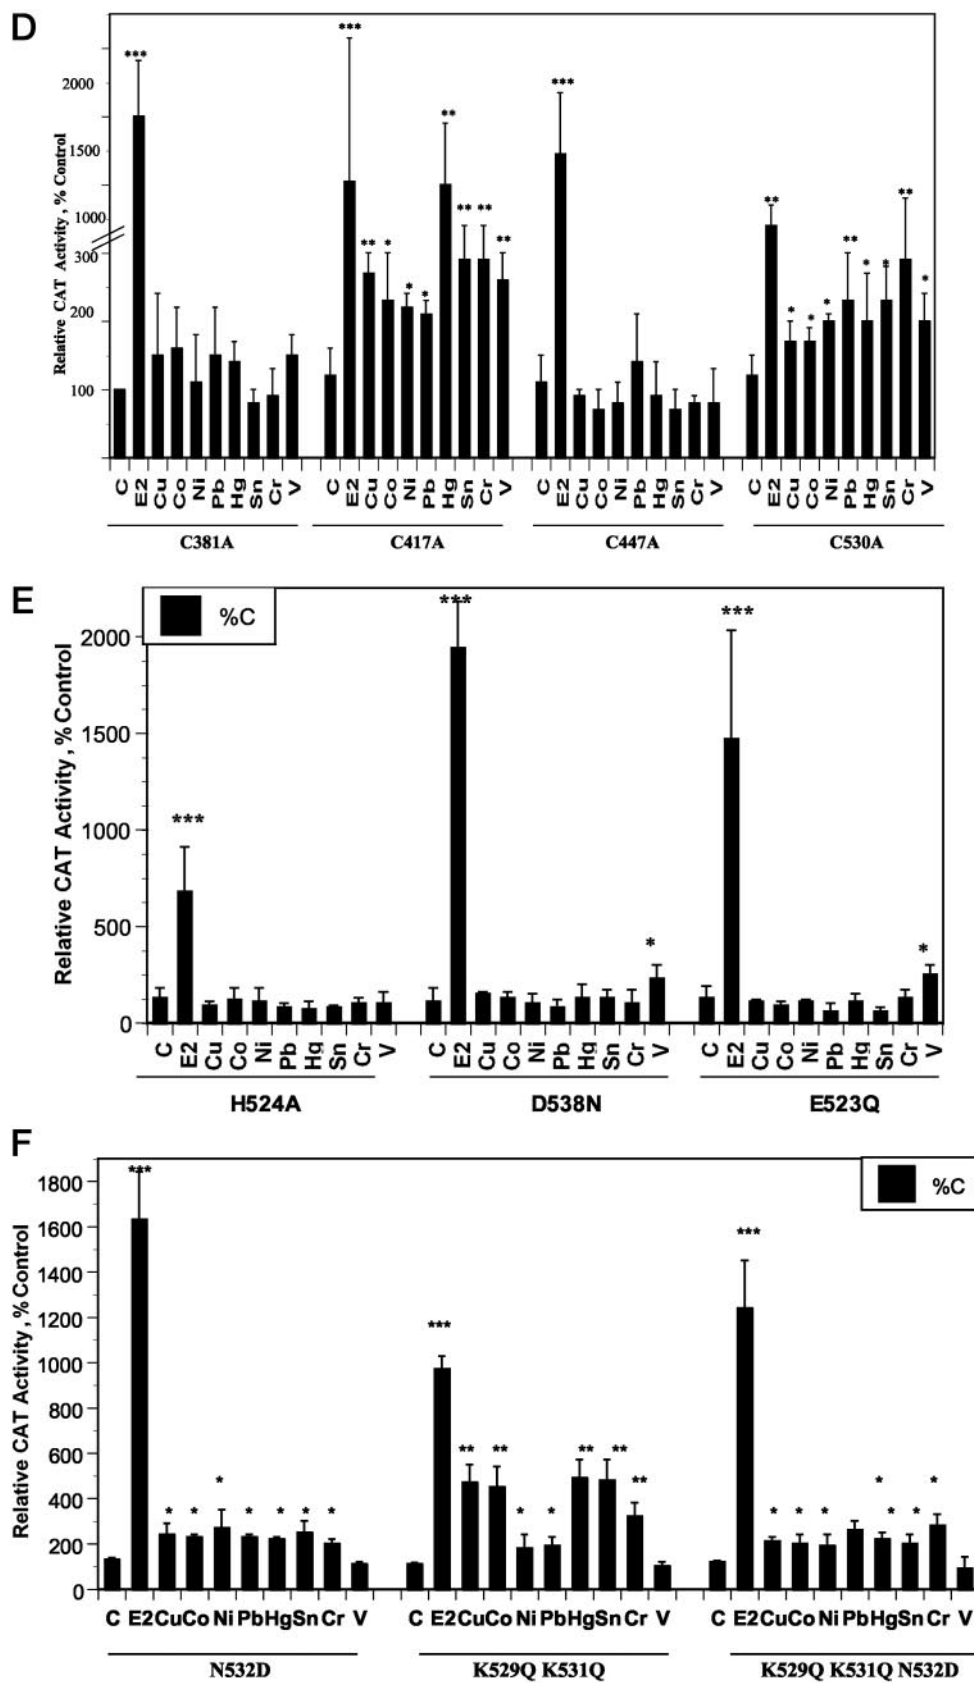 D
Relative CAT Activity, % Control
2000
1500
1000
300
200
100
*** *** ** * * * ** ** ** ** *** ** * * * ** * * ** *
C E2 Cu Co Ni Pb Hg Sn Cr V C E2 Cu Co Ni Pb Hg Sn Cr V C E2 Cu Co Ni Pb Hg Sn Cr V C E2 Cu Co Ni Pb Hg Sn Cr V
C381A C417A C447A C530A
E
%C
Relative CAT Activity, % Control
2000
1500
1000
500
0
*** *** * *** *
C E2 Cu Co Ni Pb Hg Sn Cr V C E2 Cu Co Ni Pb Hg Sn Cr V C E2 Cu Co Ni Pb Hg Sn Cr V
H524A D538N E523Q
F
%C
Relative CAT Activity, % Control
1800
1600
1400
1200
1000
800
600
400
200
0
*** * * * * * * * *** ** ** * * ** ** ** *** * * * * * *
C E2 Cu Co Ni Pb Hg Sn Cr V C E2 Cu Co Ni Pb Hg Sn Cr V C E2 Cu Co Ni Pb Hg Sn Cr V
N532D K529Q K531Q K529Q K531Q N532D